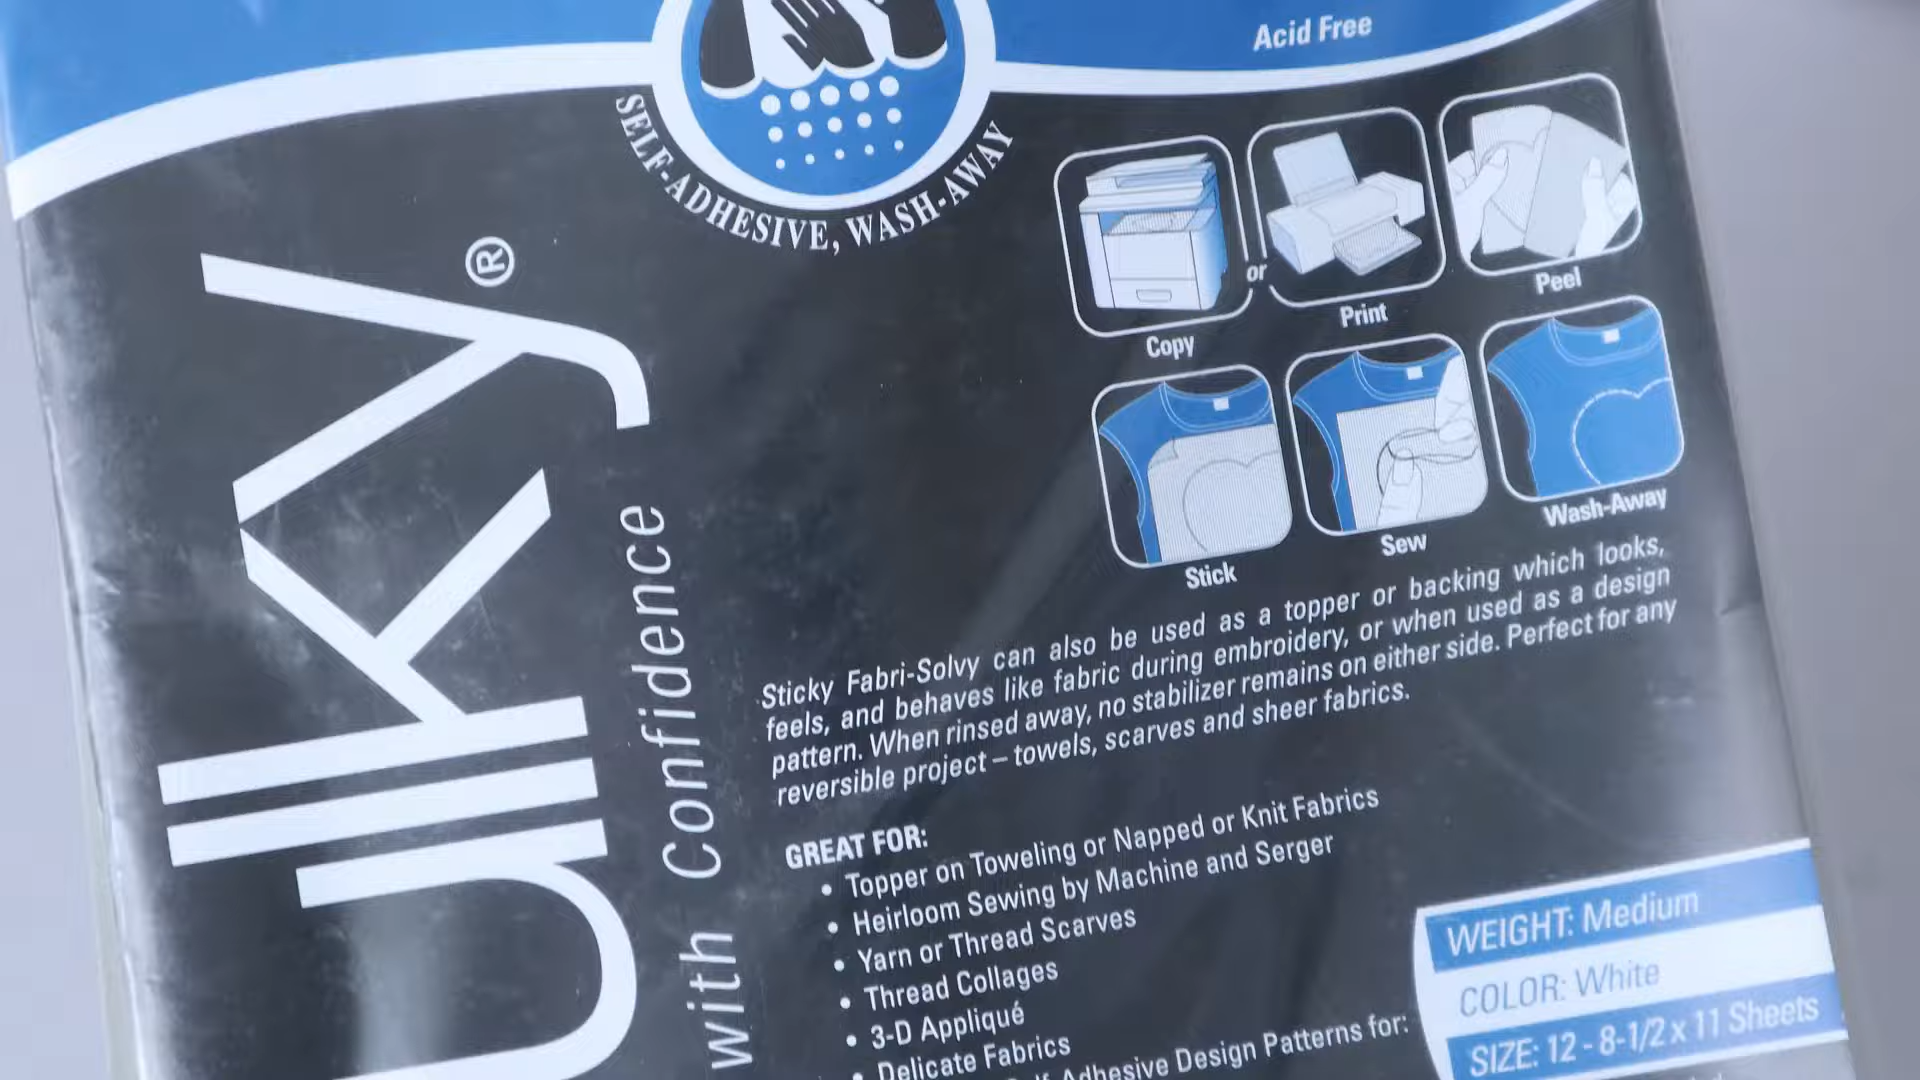 Acid Free
SELF-ADHESIVE, WASH-AWAY
ulky®
with Confidence
Copy
or
Print
Peel
Stick
Sew
Wash-Away
Sticky Fabri-Solvy can also be used as a topper or backing which looks,
feels, and behaves like fabric during embroidery, or when used as a design
pattern. When rinsed away, no stabilizer remains on either side. Perfect for any
reversible project – towels, scarves and sheer fabrics.
GREAT FOR:
• Topper on Toweling or Napped or Knit Fabrics
• Heirloom Sewing by Machine and Serger
• Yarn or Thread Scarves
• Thread Collages
• 3-D Appliqué
• Delicate Fabrics
Adhesive Design Patterns for:
WEIGHT: Medium
COLOR: White
SIZE: 12 - 8-1/2 x 11 Sheets